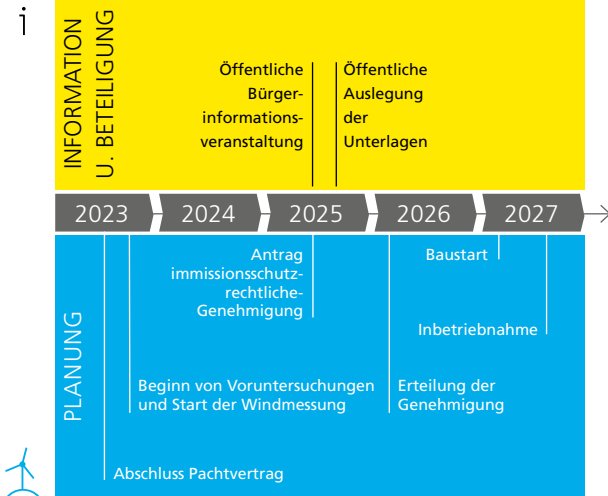 i
INFORMATION
U. BETEILIGUNG
Öffentliche
Bürger-
informations-
veranstaltung
Öffentliche
Auslegung
der
Unterlagen
2023
2024
2025
2026
2027
PLANUNG
Antrag
immissionsschutz-
rechtliche-
Genehmigung
Baustart
Inbetriebnahme
Beginn von Voruntersuchungen
und Start der Windmessung
Erteilung der
Genehmigung
Abschluss Pachtvertrag